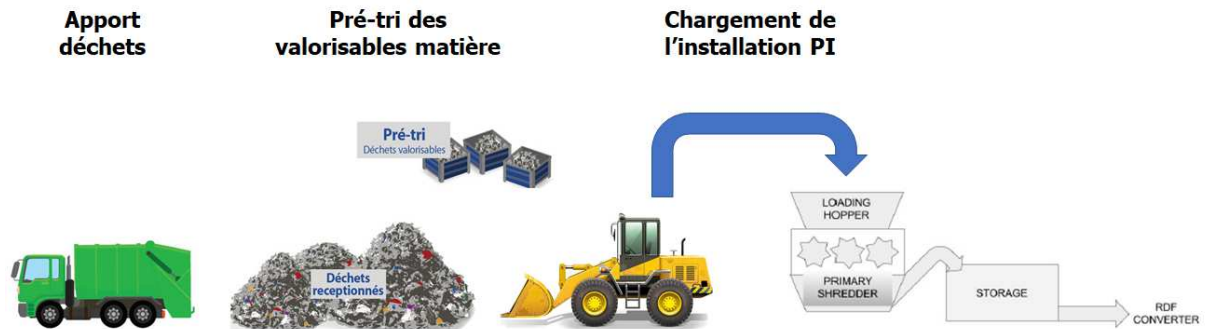 Apport
déchets
Pré-tri des
valorisables matière
Chargement de
l'installation PI
Pré-tri
Déchets valorisables
Déchets
receptionnés
LOADING
HOPPER
PRIMARY
SHREDDER
STORAGE
RDF
CONVERTER